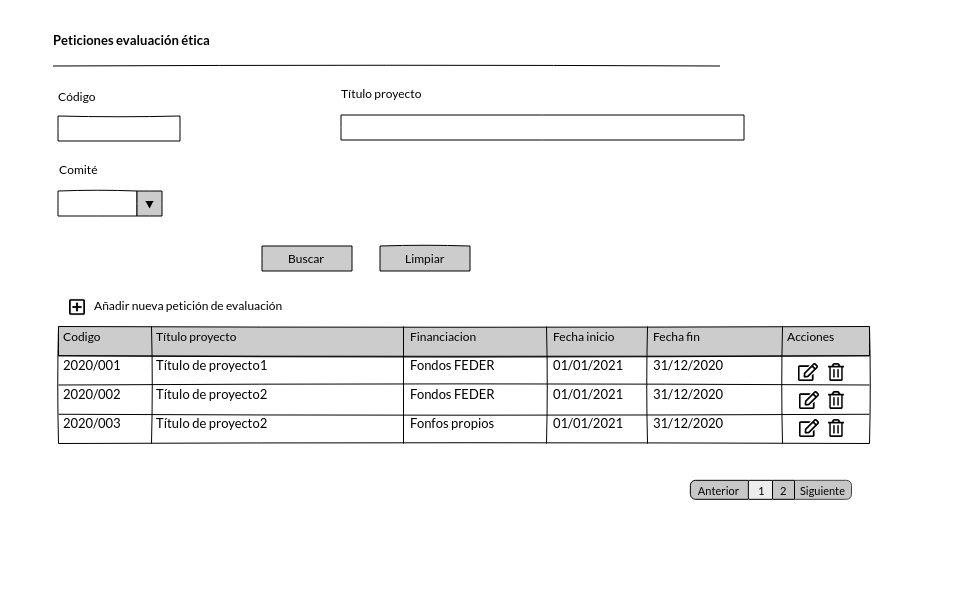 Peticiones evaluación ética
Código Título proyecto
Comité
Buscar Limpiar
Añadir nueva petición de evaluación
Codigo Título proyecto Financiacion Fecha inicio Fecha fin Acciones
2020/001 Título de proyecto1 Fondos FEDER 01/01/2021 31/12/2020
2020/002 Título de proyecto2 Fondos FEDER 01/01/2021 31/12/2020
2020/003 Título de proyecto2 Fonfos propios 01/01/2021 31/12/2020
Anterior 1 2 Siguiente